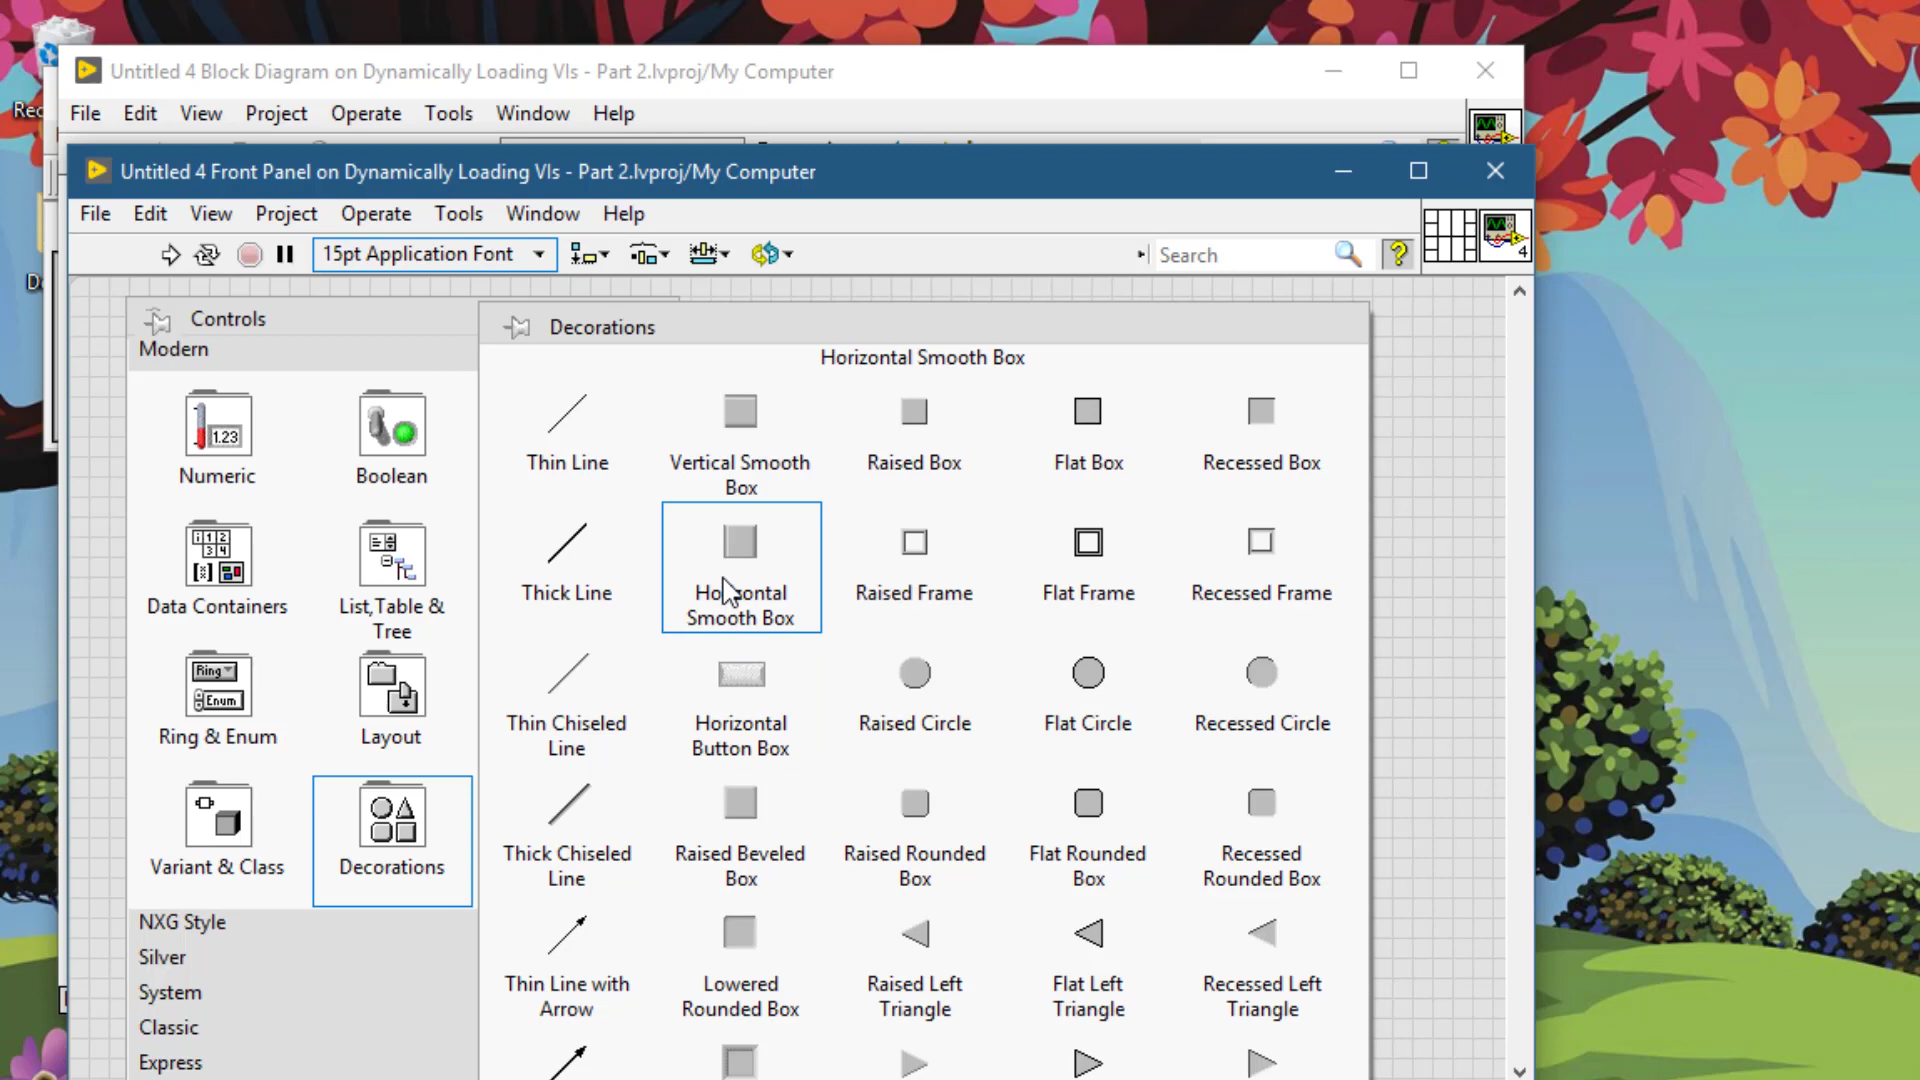 Untitled 4 Block Diagram on Dynamically Loading VIs - Part 2.lvproj/My Computer
File Edit View Project Operate Tools Window Help
Untitled 4 Front Panel on Dynamically Loading VIs - Part 2.lvproj/My Computer
File Edit View Project Operate Tools Window Help
15pt Application Font
Search
?
4
Controls
Modern
1.23
Numeric
Boolean
Data Containers
List,Table &
Tree
Ring
Enum
Ring & Enum
Layout
Variant & Class
Decorations
NXG Style
Silver
System
Classic
Express
Decorations
Horizontal Smooth Box
Thin Line
Vertical Smooth
Box
Raised Box
Flat Box
Recessed Box
Thick Line
Horizontal
Smooth Box
Raised Frame
Flat Frame
Recessed Frame
Thin Chiseled
Line
Horizontal
Button Box
Raised Circle
Flat Circle
Recessed Circle
Thick Chiseled
Line
Raised Beveled
Box
Raised Rounded
Box
Flat Rounded
Box
Recessed
Rounded Box
Thin Line with
Arrow
Lowered
Rounded Box
Raised Left
Triangle
Flat Left
Triangle
Recessed Left
Triangle